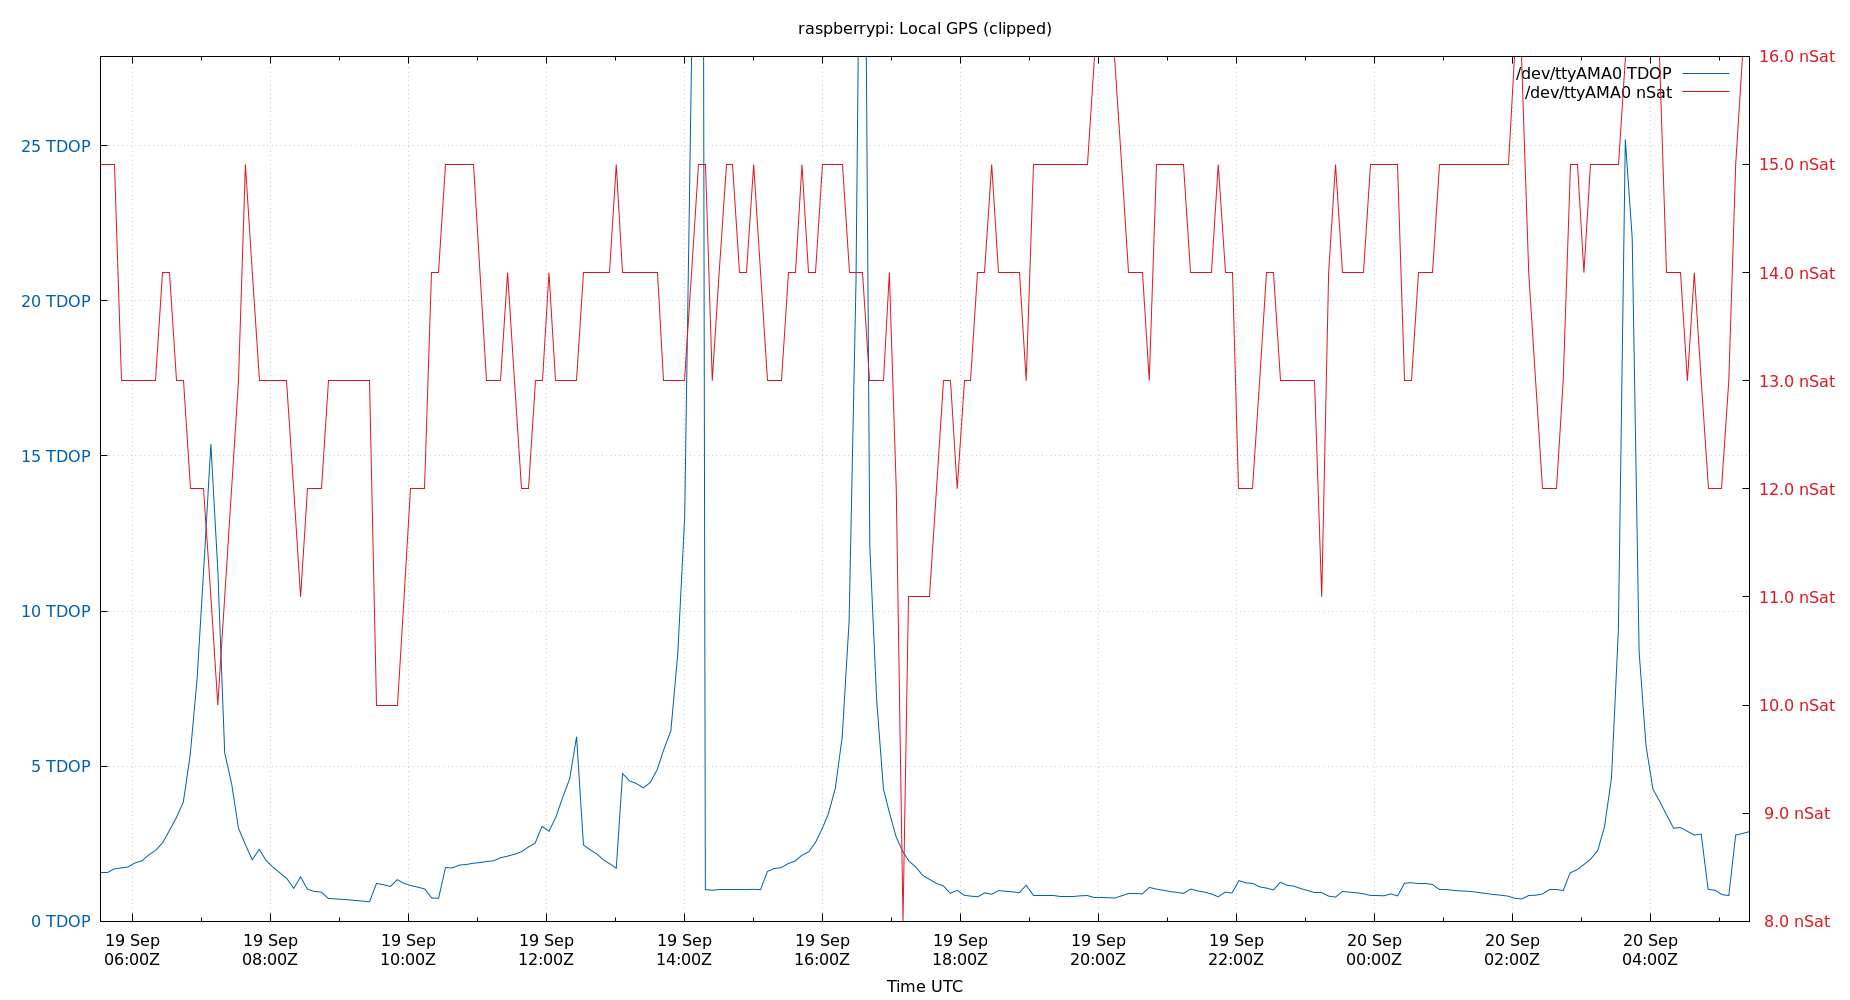 raspberrypi: Local GPS (clipped)
16.0 nSat
/dev/ttyAMA0 TDOP
/dev/ttyAMA0 nSat
25 TDOP
15.0 nSat
20 TDOP
14.0 nSat
13.0 nSat
15 TDOP
12.0 nSat
10 TDOP
11.0 nSat
10.0 nSat
5 TDOP
9.0 nSat
0 TDOP
8.0 nSat
19 Sep 19 Sep 19 Sep 19 Sep 19 Sep 19 Sep 19 Sep 19 Sep 19 Sep 20 Sep 20 Sep 20 Sep
06:00Z 08:00Z 10:00Z 12:00Z 14:00Z 16:00Z 18:00Z 20:00Z 22:00Z 00:00Z 02:00Z 04:00Z
Time UTC